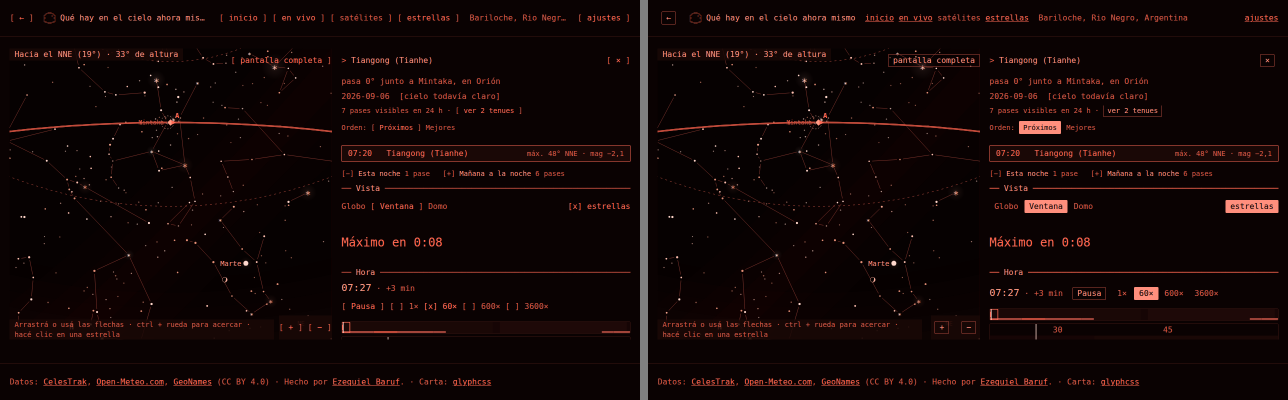 [ ← ] Qué hay en el cielo ahora mis… [ inicio ] [ en vivo ] [ satélites ] [ estrellas ] Bariloche, Río Negr… [ ajustes ]
Hacia el NNE (19°) · 33° de altura
[ pantalla completa ]
Mintaka
Marte
Arrastrá o usá las flechas · ctrl + rueda para acercar ·
hacé clic en una estrella
[ + ] [ − ]
> Tiangong (Tianhe) [ × ]
pasa 0° junto a Mintaka, en Orión
2026-09-06 [cielo todavía claro]
7 pases visibles en 24 h · [ ver 2 tenues ]
Orden: [ Próximos ] Mejores
07:20 Tiangong (Tianhe) máx. 48° NNE · mag −2,1
[−] Esta noche 1 pase [+] Mañana a la noche 6 pases
Vista
Globo [ Ventana ] Domo [x] estrellas
Máximo en 0:08
Hora
07:27 · +3 min
[ Pausa ] [ ] 1× [x] 60× [ ] 600× [ ] 3600×
Datos: CelesTrak, Open-Meteo.com, GeoNames (CC BY 4.0) · Hecho por Ezequiel Baruf. · Carta: glyphcss
← Qué hay en el cielo ahora mismo inicio en vivo satélites estrellas Bariloche, Río Negro, Argentina ajustes
Hacia el NNE (19°) · 33° de altura
pantalla completa
Mintaka
Marte
Arrastrá o usá las flechas · ctrl + rueda para acercar ·
hacé clic en una estrella
+ −
> Tiangong (Tianhe) ×
pasa 0° junto a Mintaka, en Orión
2026-09-06 [cielo todavía claro]
7 pases visibles en 24 h · ver 2 tenues
Orden: Próximos Mejores
07:20 Tiangong (Tianhe) máx. 48° NNE · mag −2,1
[−] Esta noche 1 pase [+] Mañana a la noche 6 pases
Vista
Globo Ventana Domo estrellas
Máximo en 0:08
Hora
07:27 · +3 min Pausa 1× 60× 600× 3600×
30 45
Datos: CelesTrak, Open-Meteo.com, GeoNames (CC BY 4.0) · Hecho por Ezequiel Baruf. · Carta: glyphcss